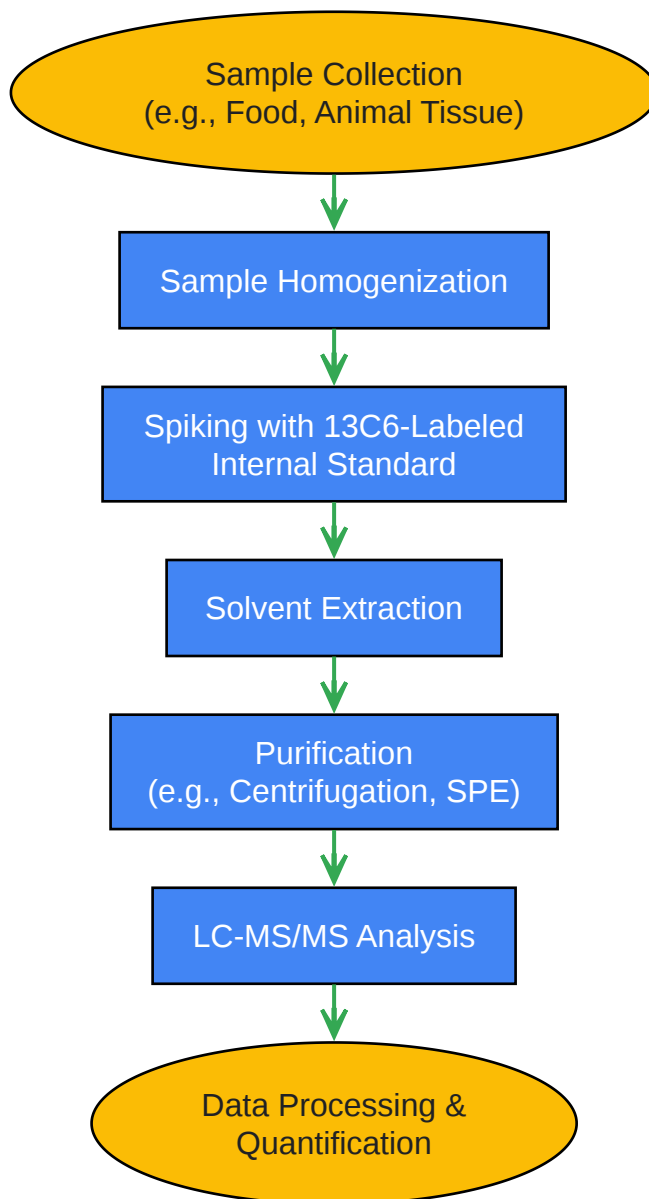 Sample Collection
(e.g., Food, Animal Tissue)
Sample Homogenization
Spiking with 13C6-Labeled
Internal Standard
Solvent Extraction
Purification
(e.g., Centrifugation, SPE)
LC-MS/MS Analysis
Data Processing &
Quantification